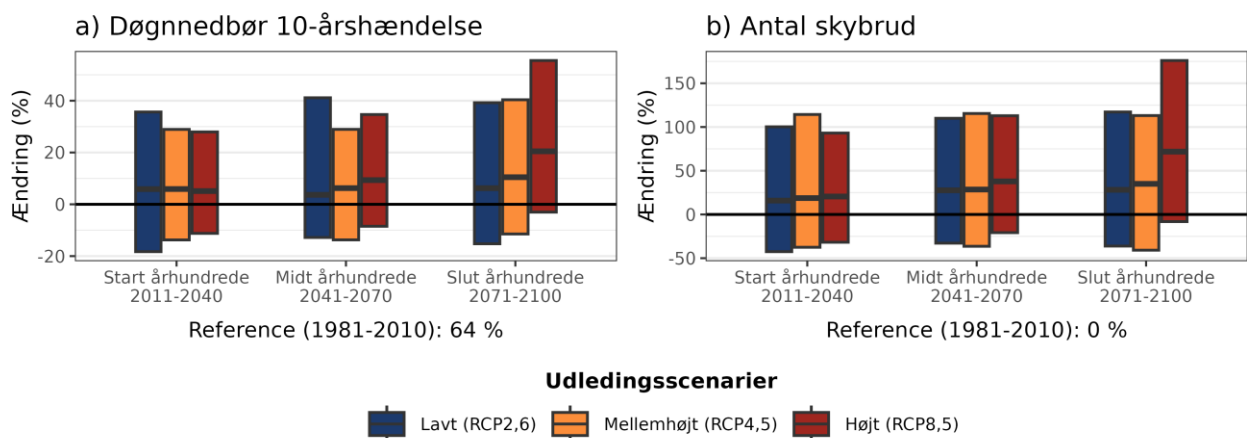 a) Døgnnedbør 10-årshændelse
Ændring (%)
40
20
0
-20
Start århundrede
2011-2040
Midt århundrede
2041-2070
Slut århundrede
2071-2100
Reference (1981-2010): 64 %
b) Antal skybrud
Ændring (%)
150
100
50
0
-50
Start århundrede
2011-2040
Midt århundrede
2041-2070
Slut århundrede
2071-2100
Reference (1981-2010): 0 %
Udledingsscenarier
Lavt (RCP2,6)
Mellemhøjt (RCP4,5)
Højt (RCP8,5)